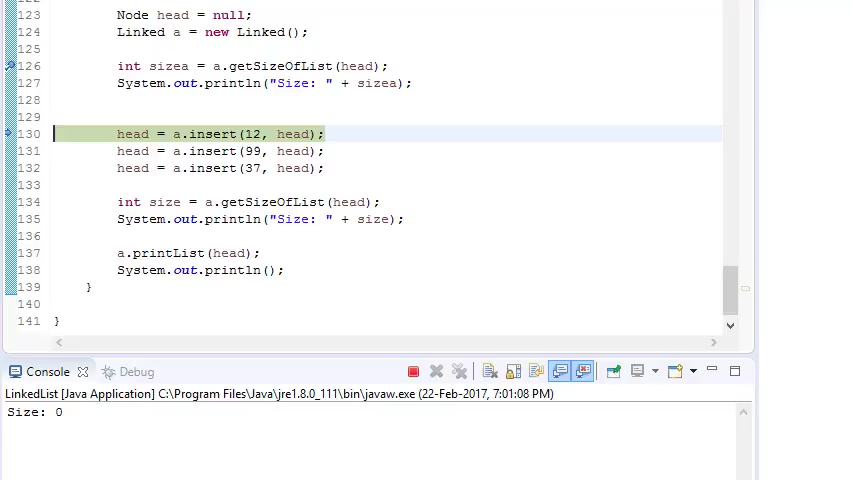 123 Node head = null;
124 Linked a = new Linked();
125
126 int sizea = a.getSizeOfList(head);
127 System.out.println("Size: " + sizea);
128
129
130 head = a.insert(12, head);
131 head = a.insert(99, head);
132 head = a.insert(37, head);
133
134 int size = a.getSizeOfList(head);
135 System.out.println("Size: " + size);
136
137 a.printList(head);
138 System.out.println();
139 }
140
141 }
Console Debug
LinkedList [Java Application] C:\Program Files\Java\jre1.8.0_111\bin\javaw.exe (22-Feb-2017, 7:01:08 PM)
Size: 0